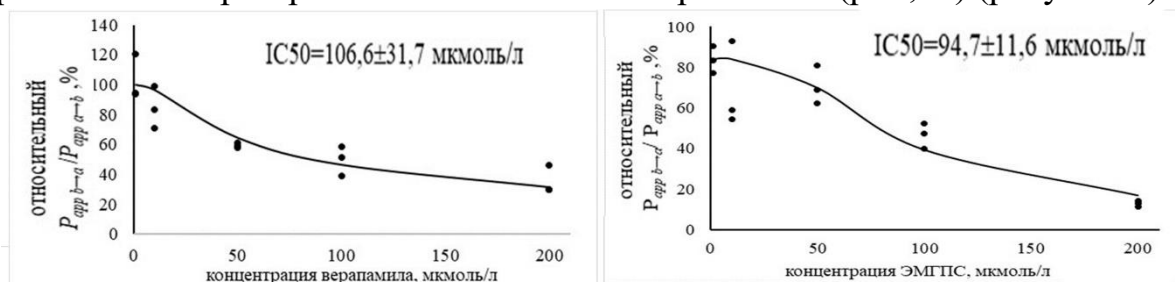 140
120
100
80
60
40
20
0
относительный
P app b→a /P app a→b ,%
IC50=106,6±31,7 мкмоль/л
0 50 100 150 200
концентрация верапамила, мкмоль/л
100
80
60
40
20
0
относительный
P app b→a/ P app a→b ,%
IC50=94,7±11,6 мкмоль/л
0 50 100 150 200
концентрация ЭМГПС, мкмоль/л